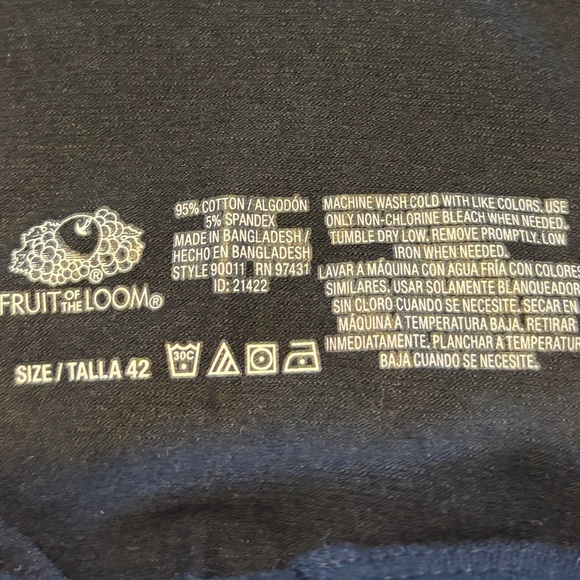 FRUIT OF THE LOOM®
SIZE / TALLA 42
95% COTTON / ALGODÓN
5% SPANDEX
MADE IN BANGLADESH /
HECHO EN BANGLADESH
STYLE 90011 RN 97431
ID: 21422
30C
MACHINE WASH COLD WITH LIKE COLORS. USE
ONLY NON-CHLORINE BLEACH WHEN NEEDED.
TUMBLE DRY LOW. REMOVE PROMPTLY. LOW
IRON WHEN NEEDED.
LAVAR A MÁQUINA CON AGUA FRÍA CON COLORES
SIMILARES. USAR SOLAMENTE BLANQUEADOR
SIN CLORO CUANDO SE NECESITE. SECAR EN
MÁQUINA A TEMPERATURA BAJA. RETIRAR
INMEDIATAMENTE. PLANCHAR A TEMPERATUR
BAJA CUANDO SE NECESITE.